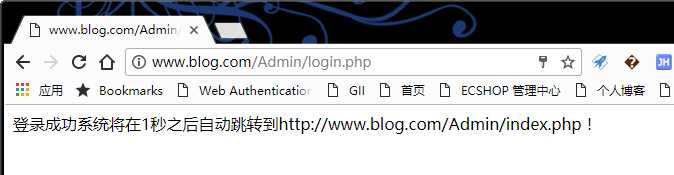 www.blog.com/Admin/
www.blog.com/Admin/login.php
JH
应用 Bookmarks Web Authentication GII 首页 ECSHOP 管理中心 个人博客
登录成功系统将在1秒之后自动跳转到http://www.blog.com/Admin/index.php！